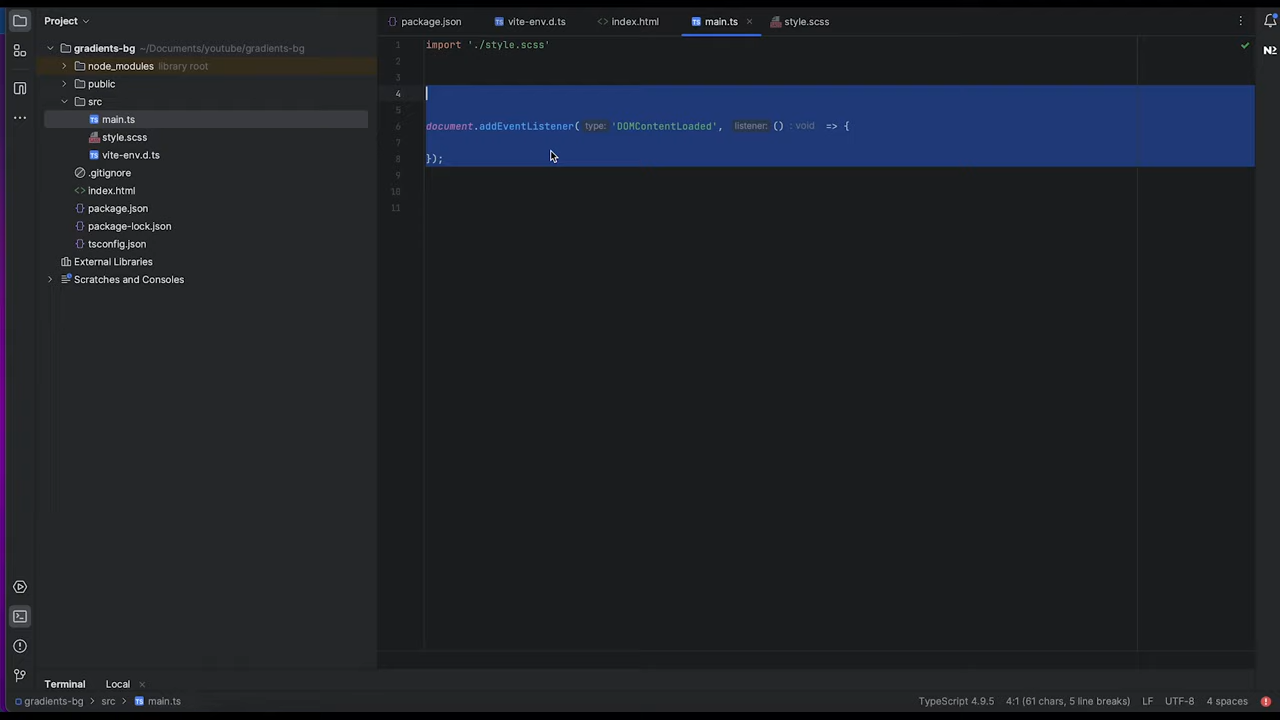 Project
package.json
vite-env.d.ts
index.html
main.ts
style.scss
gradients-bg ~/Documents/youtube/gradients-bg
node_modules library root
public
src
main.ts
style.scss
vite-env.d.ts
.gitignore
index.html
package.json
package-lock.json
tsconfig.json
External Libraries
Scratches and Consoles
1 import './style.scss'
2
3
4
5
6 document.addEventListener( type: 'DOMContentLoaded', listener: () : void => {
7
8 });
9
10
11
Terminal Local
gradients-bg > src > main.ts TypeScript 4.9.5 4:1 (61 chars, 5 line breaks) LF UTF-8 4 spaces